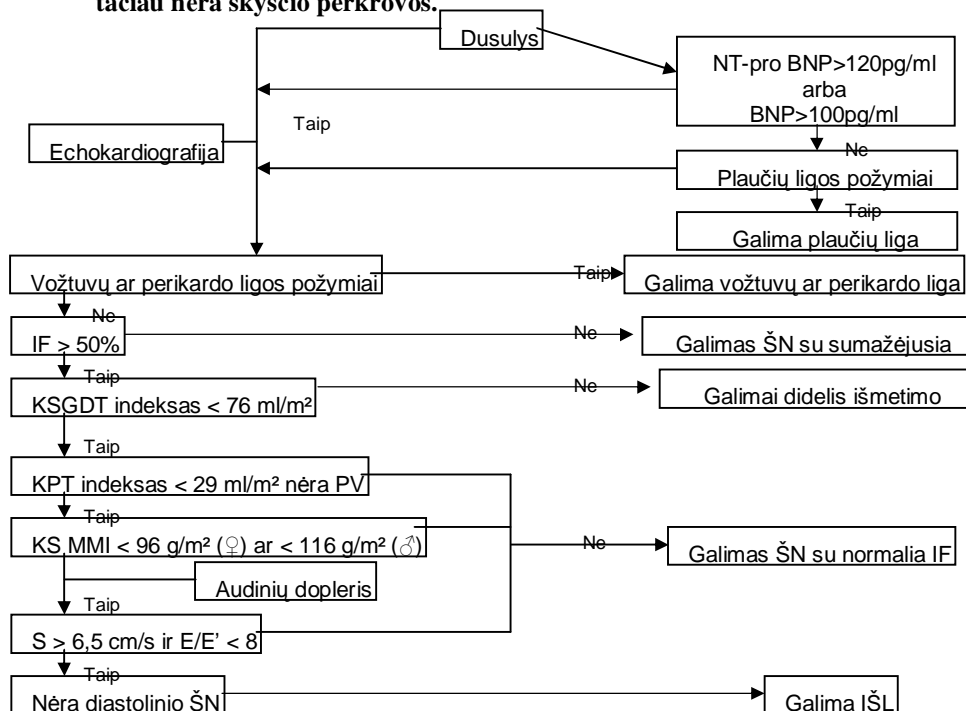 tačiau nėra skysčio perkrovos.
Dusulys
NT-pro BNP>120pg/ml
arba
BNP>100pg/ml
Taip
Echokardiografija
Ne
Plaučių ligos požymiai
Taip
Galima plaučių liga
Vožtuvų ar perikardo ligos požymiai
Taip
Galima vožtuvų ar perikardo liga
Ne
IF > 50%
Ne
Galimas ŠN su sumažėjusia
Taip
KSGDT indeksas < 76 ml/m²
Ne
Galimai didelis išmetimo
Taip
KPT indeksas < 29 ml/m² nėra PV
Taip
KS MMI < 96 g/m² (♀) ar < 116 g/m² (♂)
Ne
Galimas ŠN su normalia IF
Audinių dopleris
Taip
S > 6,5 cm/s ir E/E’ < 8
Taip
Nėra diastolinio ŠN
Galima IŠL